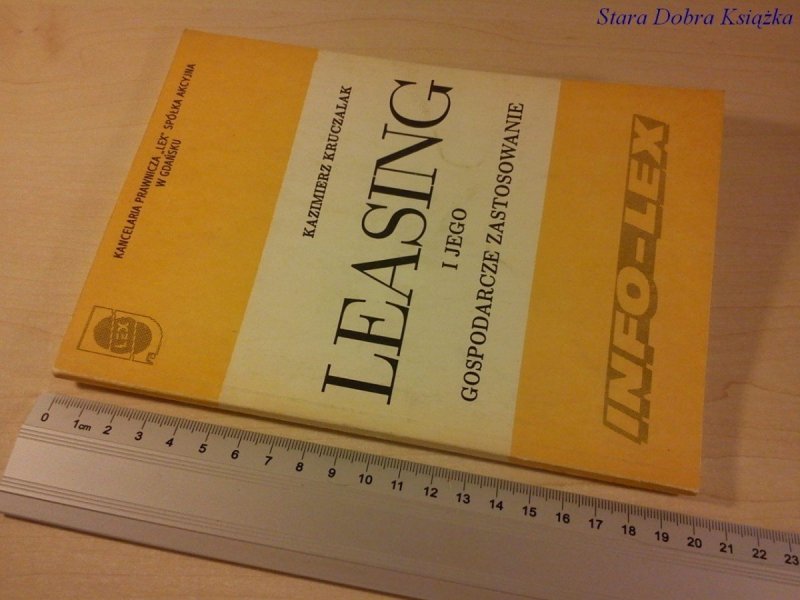 Stara Dobra Książka
KANCELARIA PRAWNICZA „LEX" SPÓŁKA AKCYJNA
W GDAŃSKU
LEX
sa
KAZIMIERZ KRUCZALAK
LEASING
I JEGO
GOSPODARCZE ZASTOSOWANIE
INFO-LEX
0 1cm 2 3 4 5 6 7 8 9 10 11 12 13 14 15 16 17 18 19 20 21 22 23